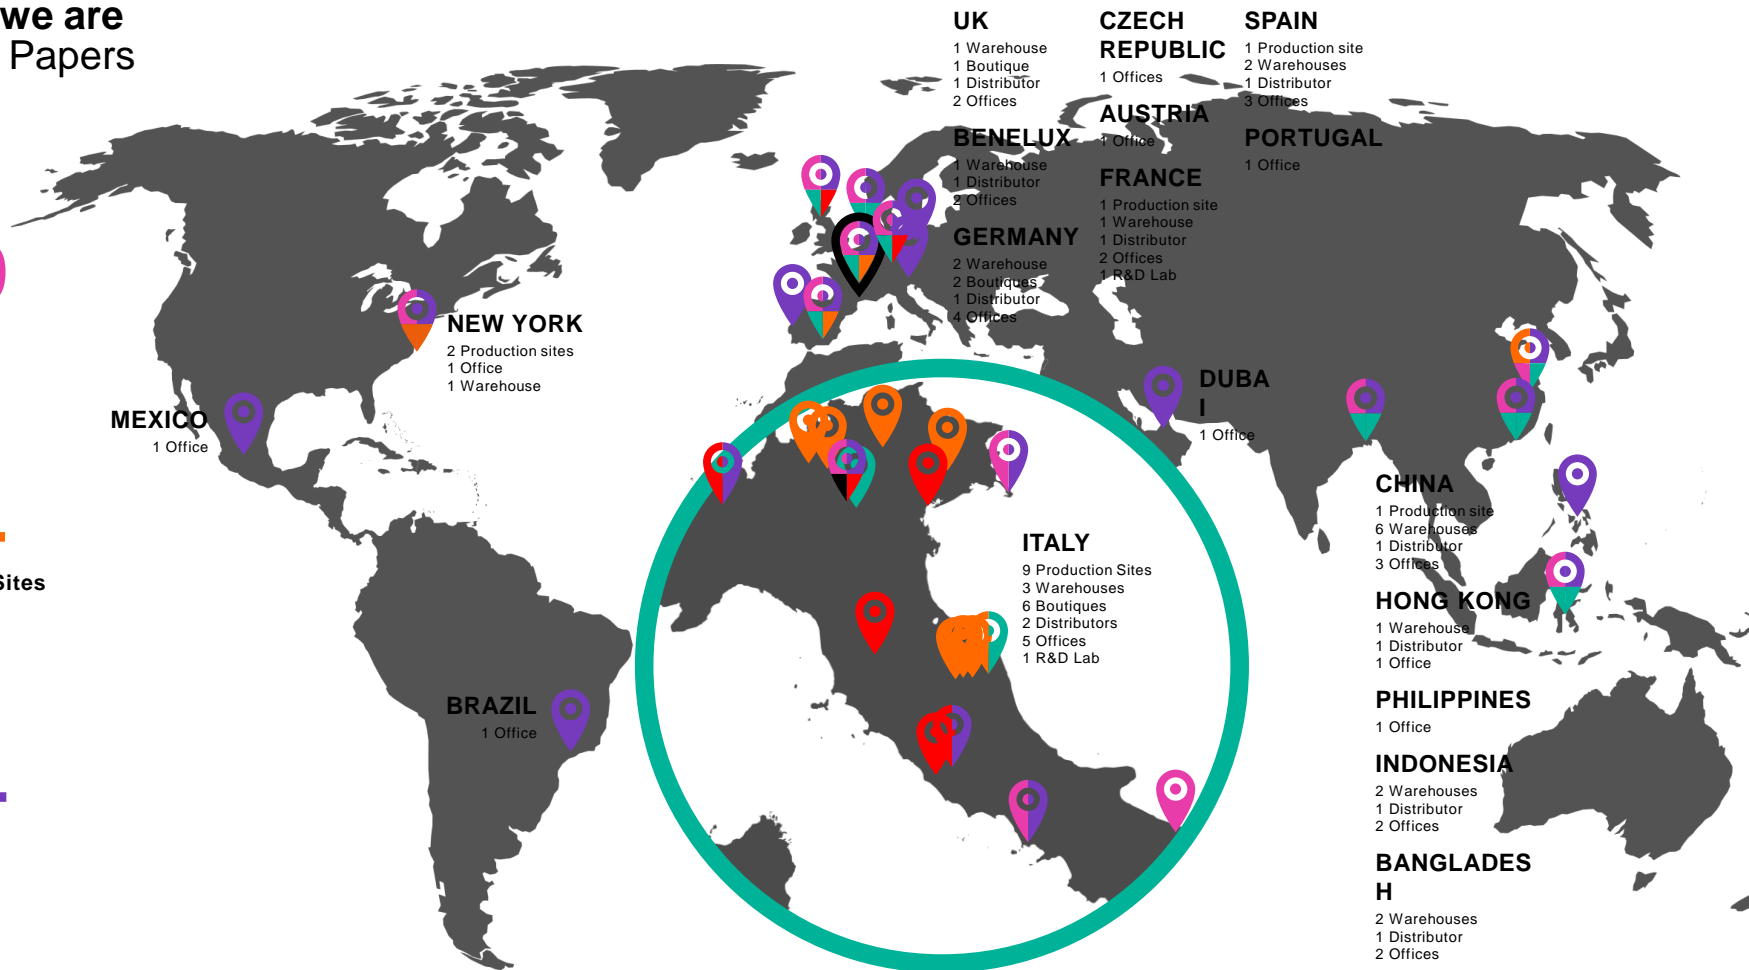 we are
Papers
Sites
UK
1 Warehouse
1 Boutique
1 Distributor
2 Offices
BENELUX
1 Warehouse
1 Distributor
2 Offices
GERMANY
2 Warehouse
2 Boutiques
1 Distributor
4 Offices
CZECH
REPUBLIC
1 Offices
AUSTRIA
1 Office
FRANCE
1 Production site
1 Warehouse
1 Distributor
2 Offices
1 R&D Lab
SPAIN
1 Production site
2 Warehouses
1 Distributor
3 Offices
PORTUGAL
1 Office
NEW YORK
2 Production sites
1 Office
1 Warehouse
MEXICO
1 Office
BRAZIL
1 Office
DUBA
I
1 Office
ITALY
9 Production Sites
3 Warehouses
6 Boutiques
2 Distributors
5 Offices
1 R&D Lab
CHINA
1 Production site
6 Warehouses
1 Distributor
3 Offices
HONG KONG
1 Warehouse
1 Distributor
1 Office
PHILIPPINES
1 Office
INDONESIA
2 Warehouses
1 Distributor
2 Offices
BANGLADES
H
2 Warehouses
1 Distributor
2 Offices